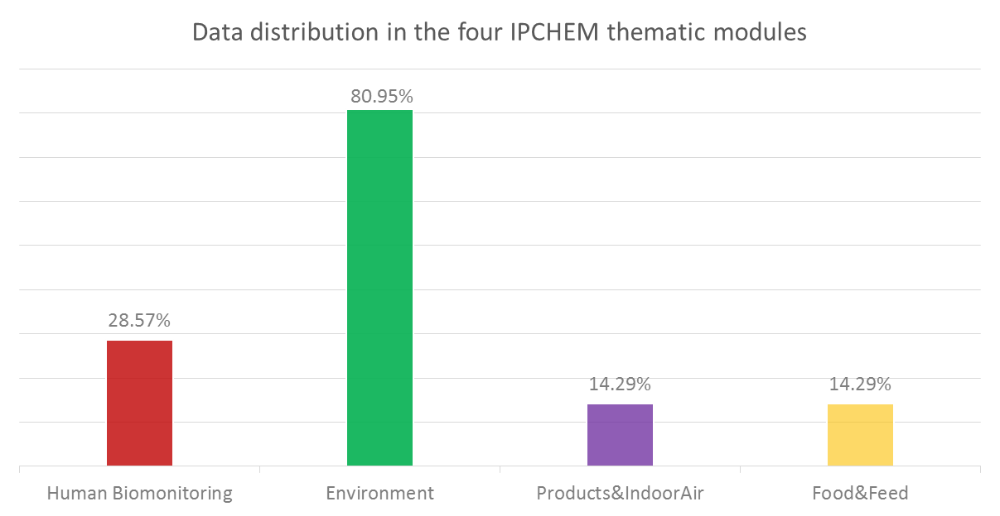 Data distribution in the four IPCHEM thematic modules
80.95%
28.57%
14.29% 14.29%
Human Biomonitoring Environment Products&IndoorAir Food&Feed